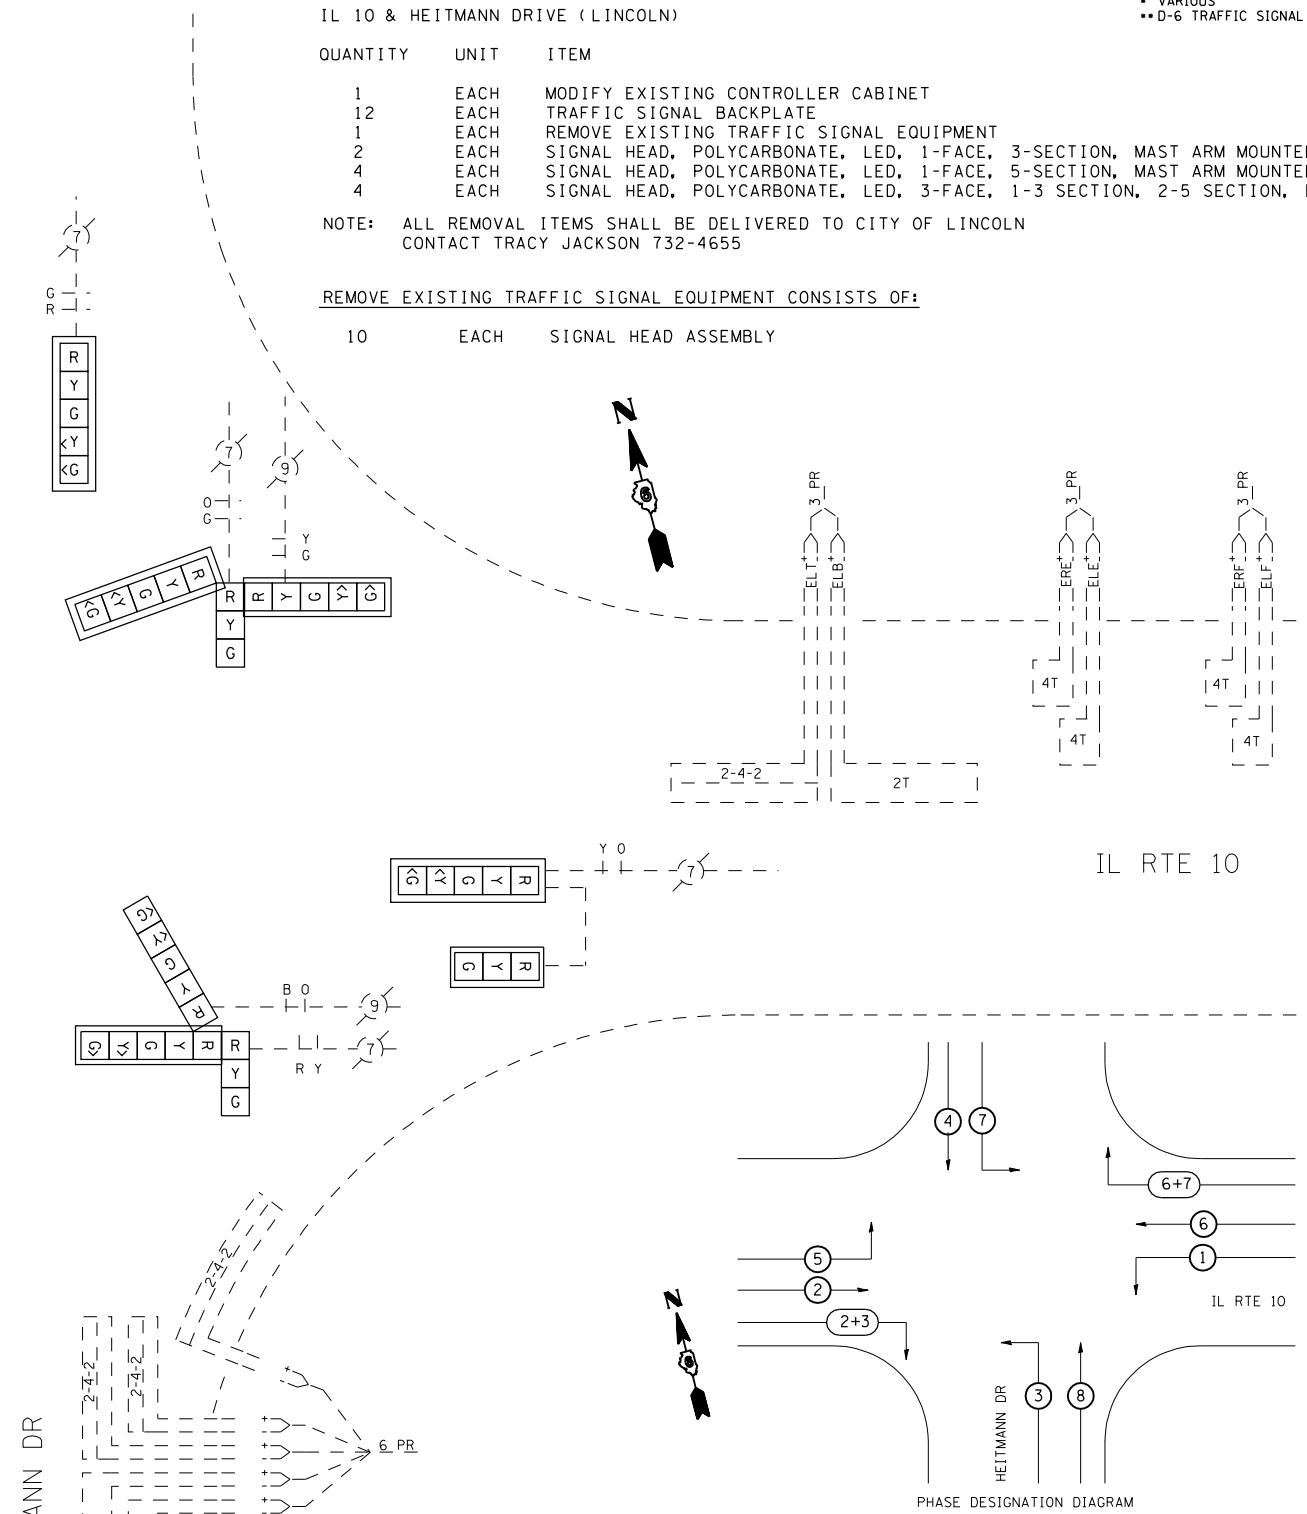 * VARIOUS
** D-6 TRAFFIC SIGNAL
IL 10 & HEITMANN DRIVE (LINCOLN)
QUANTITY UNIT ITEM
1 EACH MODIFY EXISTING CONTROLLER CABINET
12 EACH TRAFFIC SIGNAL BACKPLATE
1 EACH REMOVE EXISTING TRAFFIC SIGNAL EQUIPMENT
2 EACH SIGNAL HEAD, POLYCARBONATE, LED, 1-FACE, 3-SECTION, MAST ARM MOUNTE
4 EACH SIGNAL HEAD, POLYCARBONATE, LED, 1-FACE, 5-SECTION, MAST ARM MOUNTE
4 EACH SIGNAL HEAD, POLYCARBONATE, LED, 3-FACE, 1-3 SECTION, 2-5 SECTION,
NOTE: ALL REMOVAL ITEMS SHALL BE DELIVERED TO CITY OF LINCOLN
CONTACT TRACY JACKSON 732-4655
REMOVE EXISTING TRAFFIC SIGNAL EQUIPMENT CONSISTS OF:
10 EACH SIGNAL HEAD ASSEMBLY
7
G
R
R
Y
G
<Y
<G
7
9
O
G
Y
G
R
Y
G
<Y
<G
R
Y
G
R
Y
G
Y>
G>
N
6
3 PR
3 PR
3 PR
ELT+
ELB+
ERE+
ELE+
ERF+
ELF+
4T
4T
4T
4T
2-4-2
2T
Y O
7
<G <Y G Y R
G Y R
IL RTE 10
<G
<Y
G
Y
R
B O
9
G> Y> G Y R
R
Y
G
R Y
7
4
7
6+7
6
1
5
2
2+3
IL RTE 10
3
8
HEITMANN DR
PHASE DESIGNATION DIAGRAM
N
6
2-4-2
2-4-2
2-4-2
+
+
+
+
+
6 PR
ANN DR